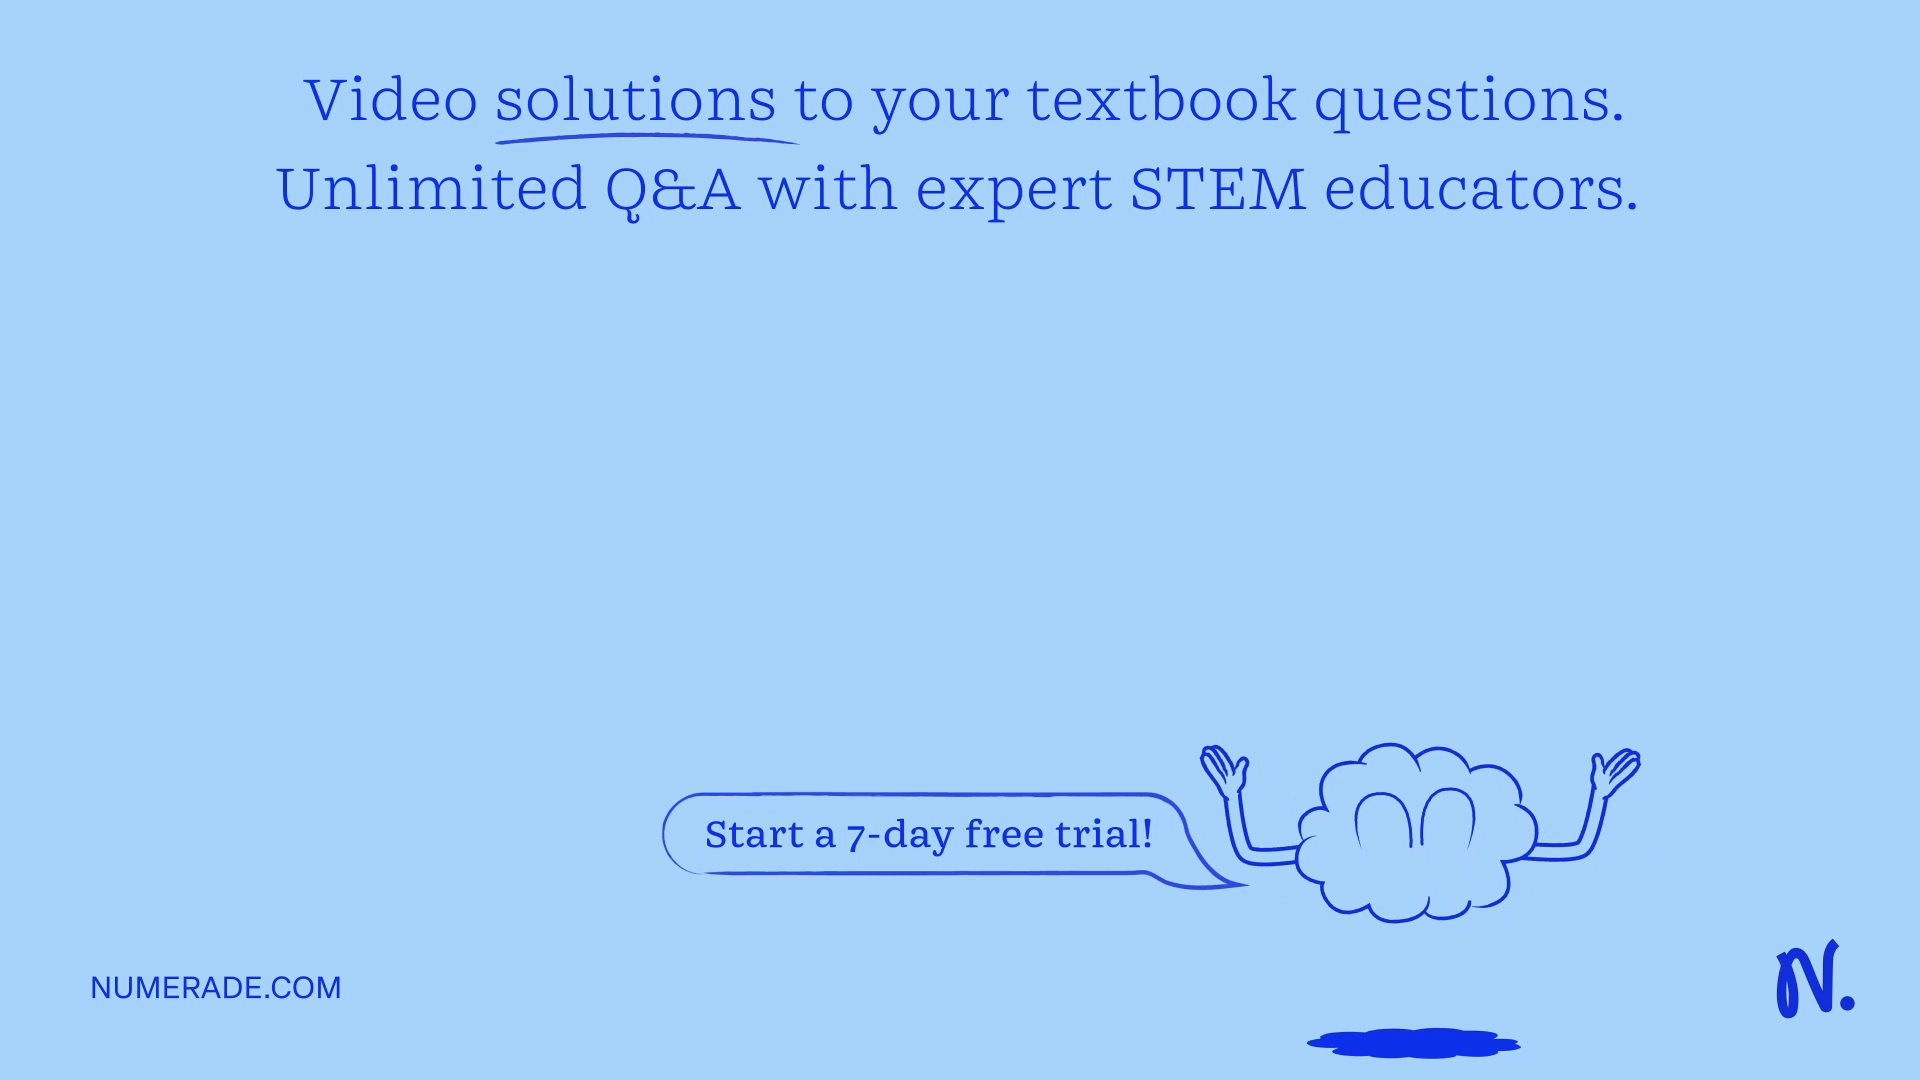 Video solutions to your textbook questions.
Unlimited Q&A with expert STEM educators.
Start a 7-day free trial!
NUMERADE.COM
N.